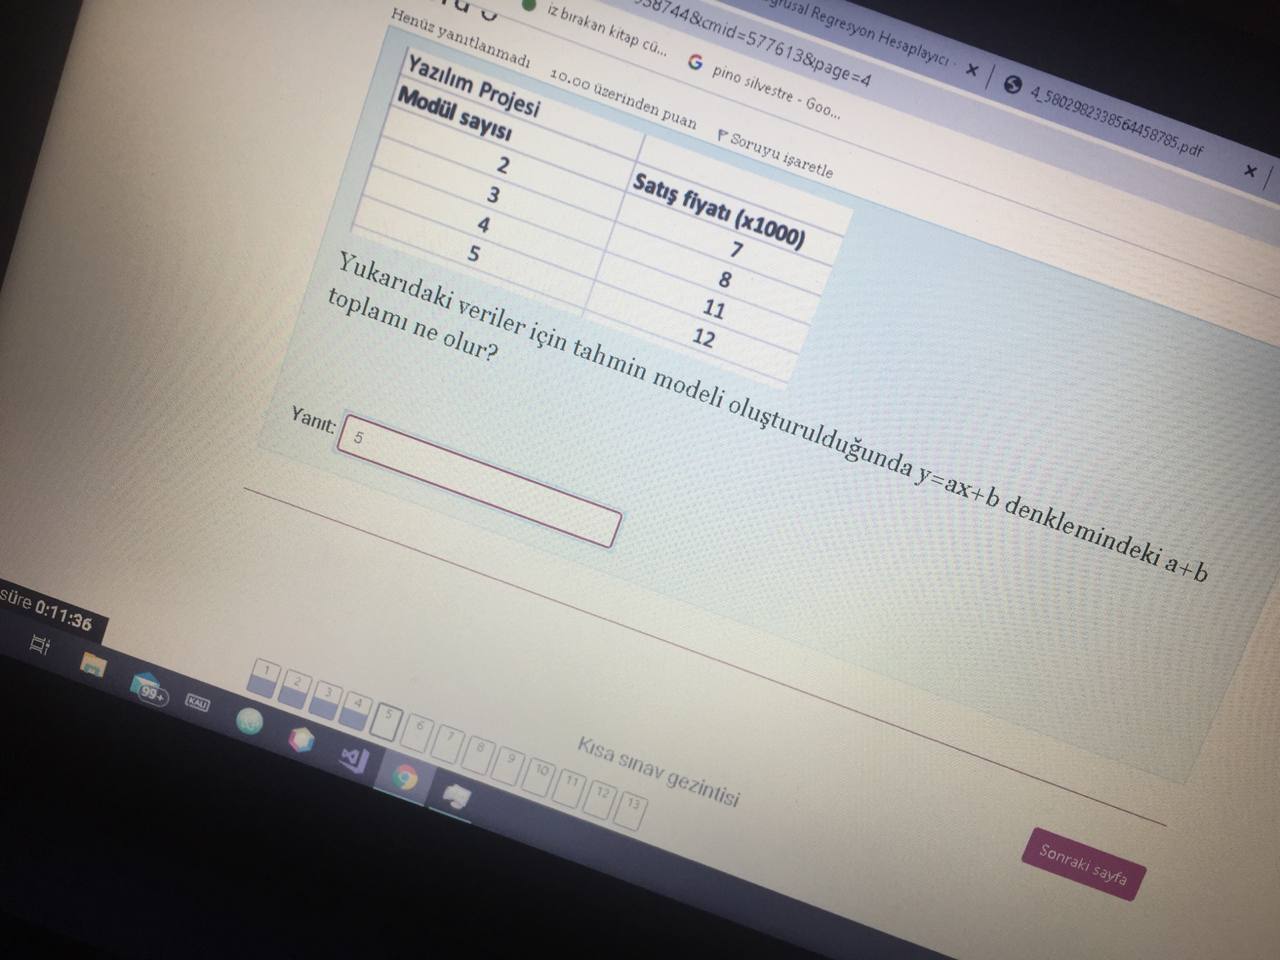 ğrusal Regresyon Hesaplayıcı
4_5802982338564458785.pdf
58744&cmid=577613&page=4
iz bırakan kitap cü...
pino silvestre - Goo...
Henüz yanıtlanmadı
10.00 üzerinden puan
Soruyu işaretle
Yazılım Projesi
Modül sayısı Satış fiyatı (x1000)
2 7
3 8
4 11
5 12
Yukarıdaki veriler için tahmin modeli oluşturulduğunda y=ax+b denklemindeki a+b
toplamı ne olur?
Yanıt: 5
süre 0:11:36
99+
KALI
1 2 3 4 5 6 7 8 9 10 11 12 13
Kısa sınav gezintisi
Sonraki sayfa